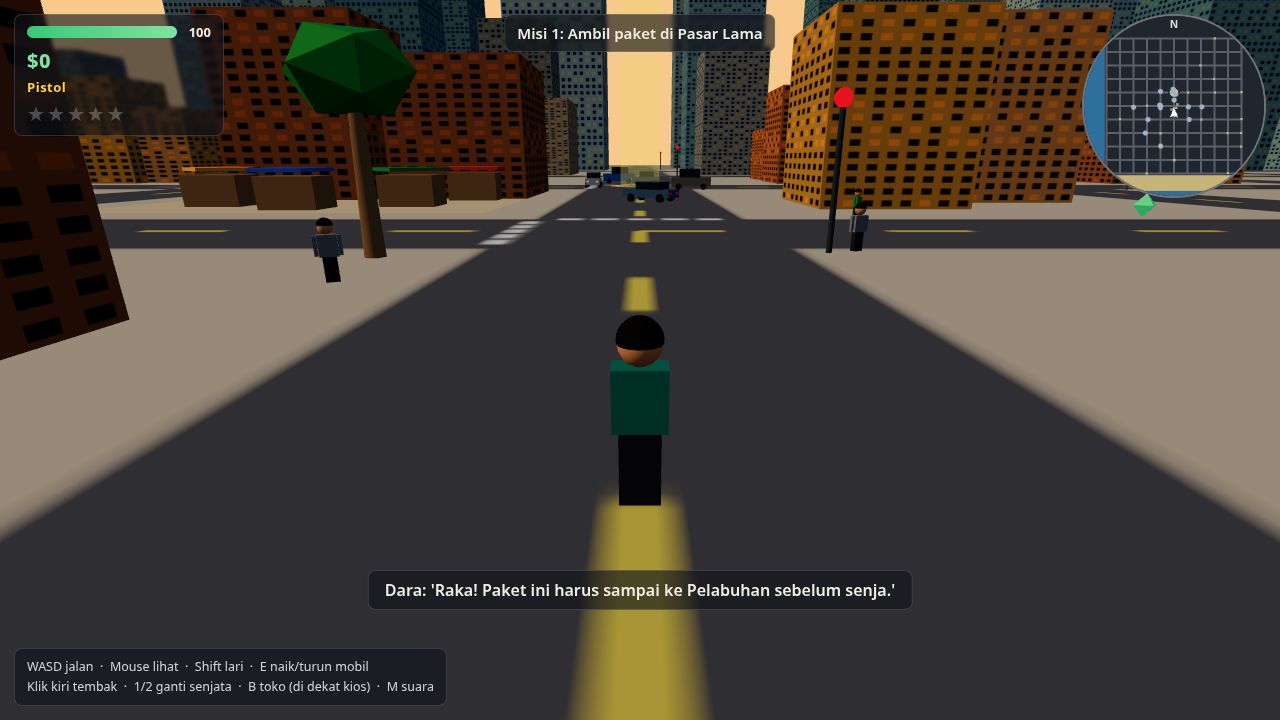 100
$0
Pistol
★★★★★
Misi 1: Ambil paket di Pasar Lama
N
Dara: 'Raka! Paket ini harus sampai ke Pelabuhan sebelum senja.'
WASD jalan · Mouse lihat · Shift lari · E naik/turun mobil
Klik kiri tembak · 1/2 ganti senjata · B toko (di dekat kios) · M suara